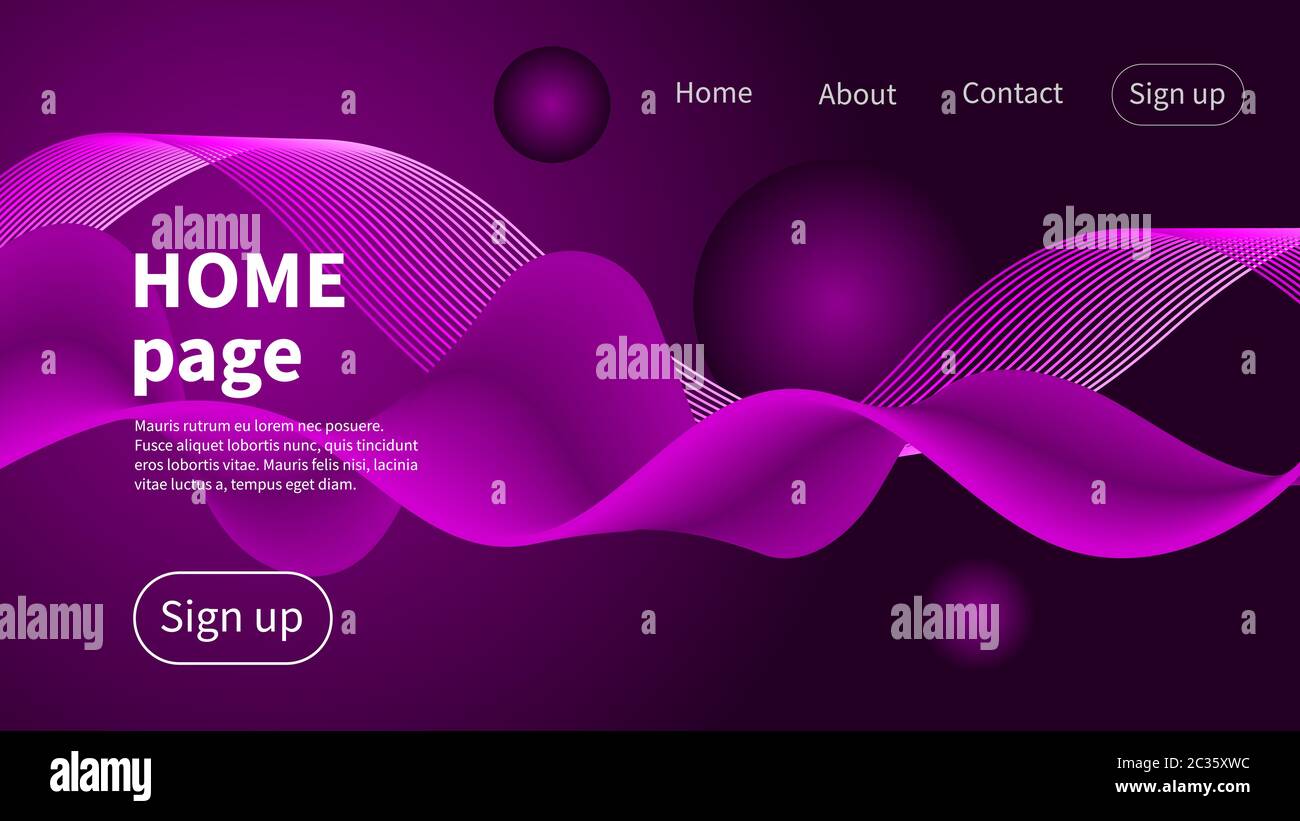 Home About Contact Sign up
HOME
page
Mauris rutrum eu lorem nec posuere.
Fusce aliquet lobortis nunc, quis tincidunt
eros lobortis vitae. Mauris felis nisi, lacinia
vitae luctus a, tempus eget diam.
Sign up
alamy
alamy
alamy
alamy
alamy
a a a a a
a a
a a a a
a a a a
a a a
alamy
Image ID: 2C35XWC
www.alamy.com